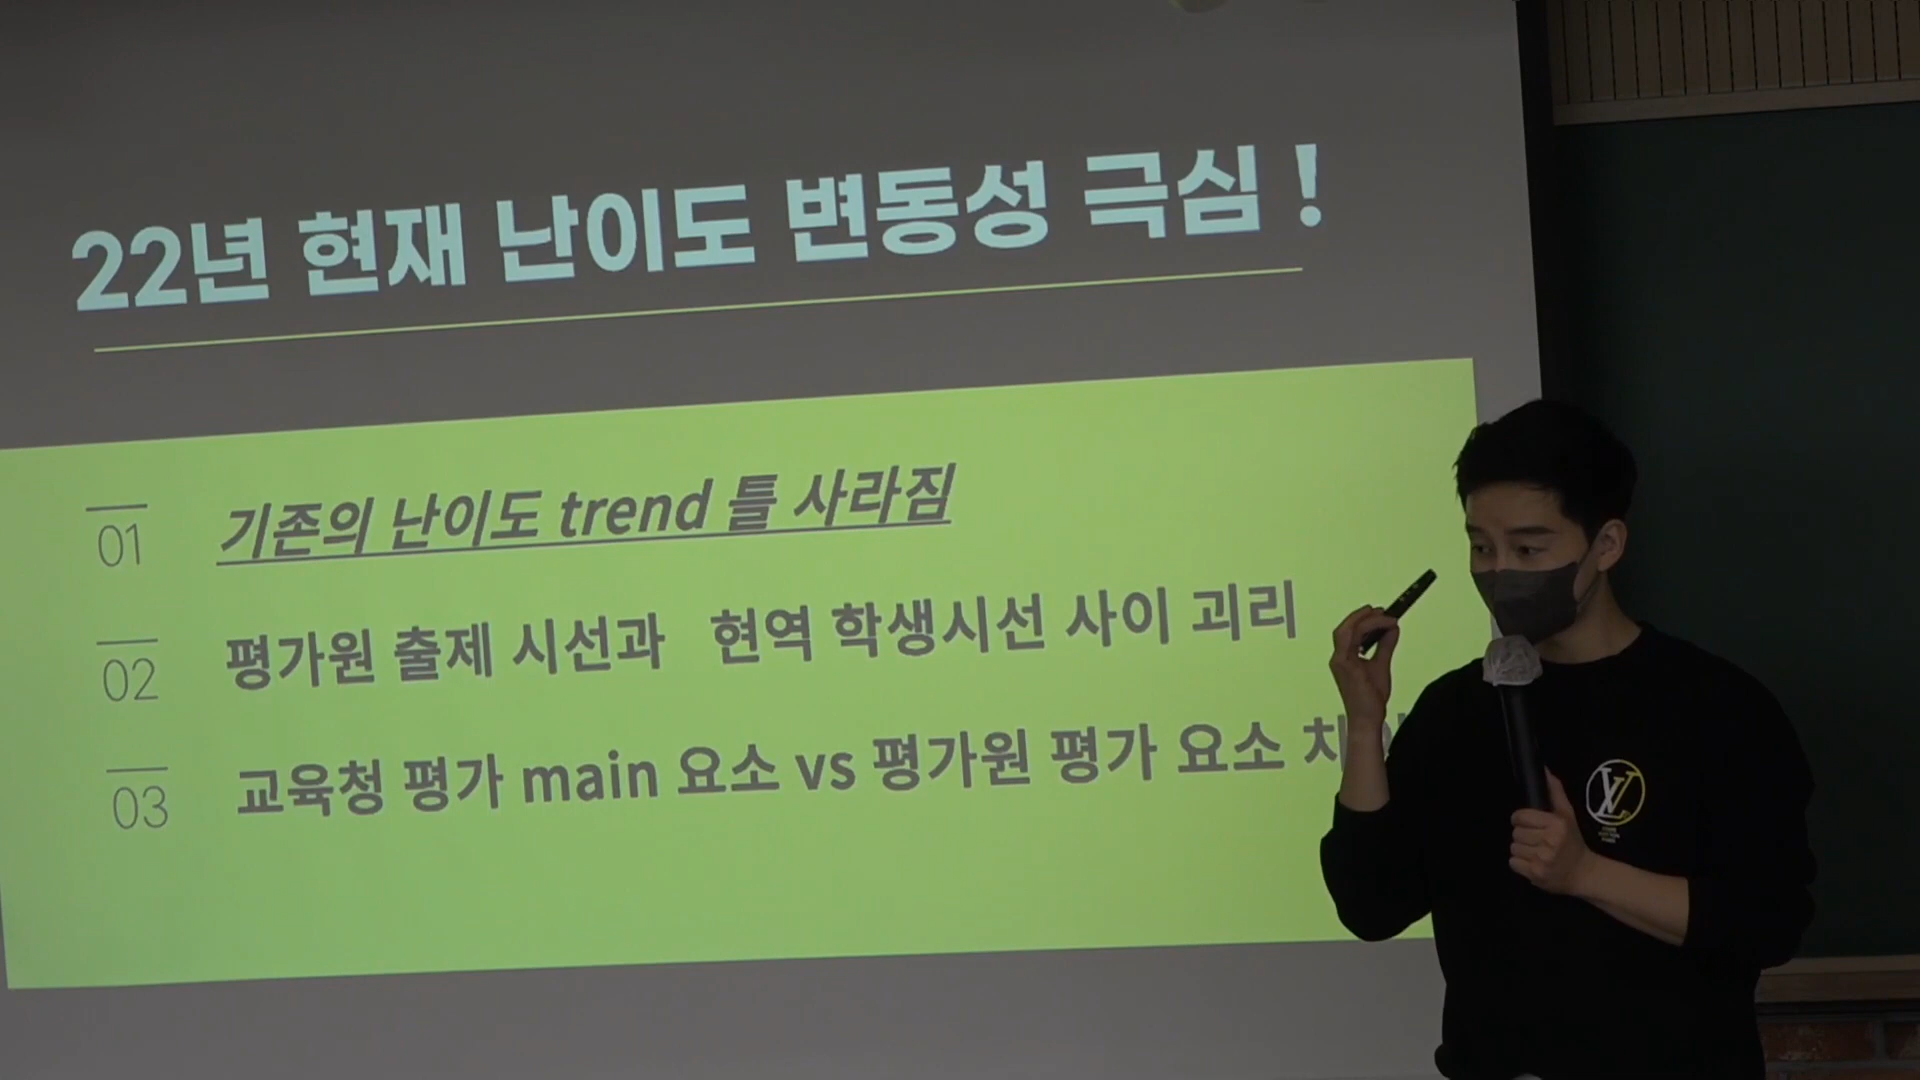 22년 현재 난이도 변동성 극심 !
01 기존의 난이도 trend 틀 사라짐
02 평가원 출제 시선과 현역 학생시선 사이 괴리
03 교육청 평가 main 요소 vs 평가원 평가 요소
LV